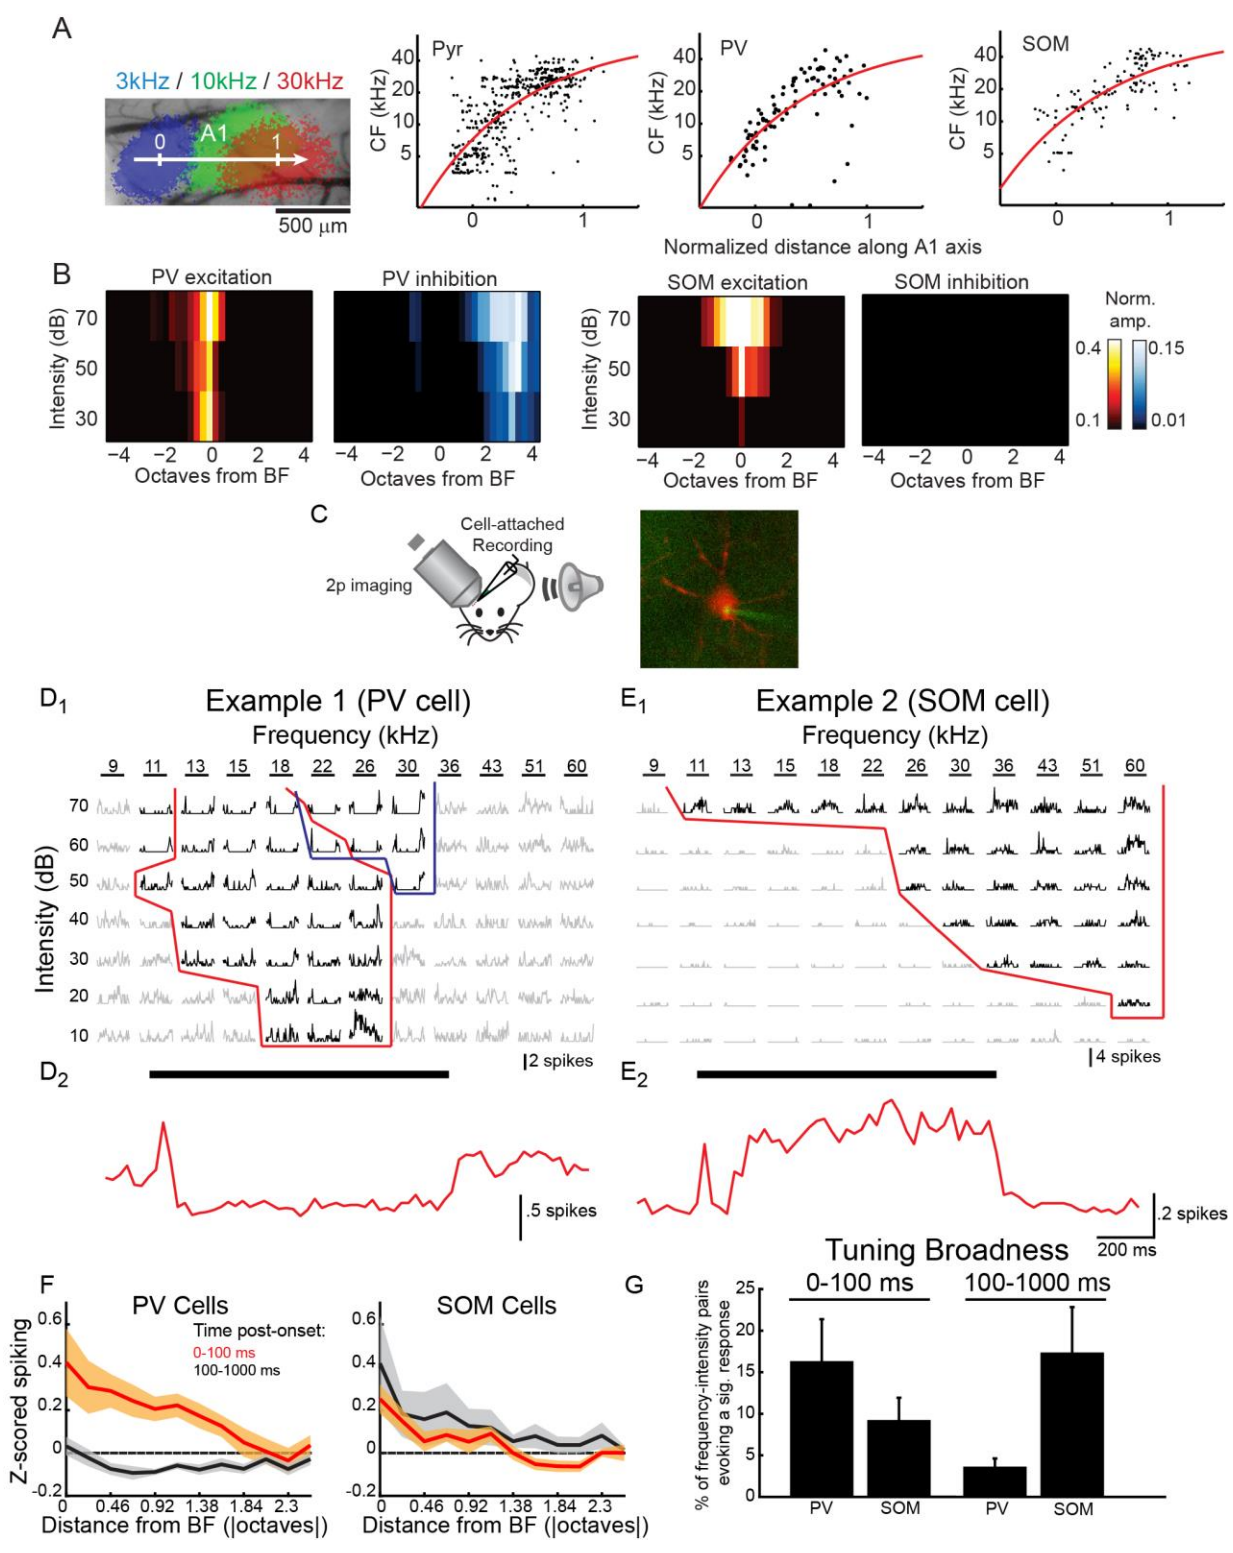 A
3kHz / 10kHz / 30kHz
A1
0 1
500 μm
Pyr
CF (kHz)
40
20
10
5
0 1
PV
CF (kHz)
40
20
10
5
0 1
SOM
CF (kHz)
40
20
10
5
0 1
Normalized distance along A1 axis
B
PV excitation
Intensity (dB)
70
50
30
−4 −2 0 2 4
Octaves from BF
PV inhibition
−4 −2 0 2 4
Octaves from BF
SOM excitation
Intensity (dB)
70
50
30
−4 −2 0 2 4
Octaves from BF
SOM inhibition
−4 −2 0 2 4
Octaves from BF
Norm.
amp.
0.4 0.15
0.1 0.01
C
Cell-attached
Recording
2p imaging
D1
Example 1 (PV cell)
Frequency (kHz)
9 11 13 15 18 22 26 30 36 43 51 60
Intensity (dB)
70
60
50
40
30
20
10
2 spikes
E1
Example 2 (SOM cell)
Frequency (kHz)
9 11 13 15 18 22 26 30 36 43 51 60
4 spikes
D2
.5 spikes
E2
.2 spikes
200 ms
F
PV Cells
Time post-onset:
0-100 ms
100-1000 ms
Z-scored spiking
0.6
0.4
0.2
0
-0.2
0 0.46 0.92 1.38 1.84 2.3
Distance from BF (|octaves|)
SOM Cells
0.6
0.4
0.2
0
-0.2
0 0.46 0.92 1.38 1.84 2.3
Distance from BF (|octaves|)
G
Tuning Broadness
0-100 ms 100-1000 ms
% of frequency-intensity pairs
evoking a sig. response
25
20
15
10
5
0
PV SOM PV SOM